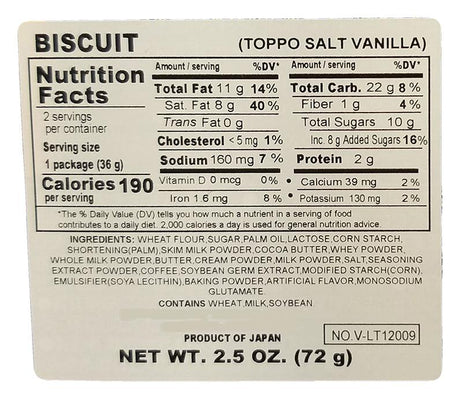 BISCUIT (TOPPO SALT VANILLA)
Nutrition Facts
2 servings per container
Serving size
1 package (36 g)
Calories 190
per serving
Amount / serving %DV*
Total Fat 11 g 14%
Sat. Fat 8 g 40%
Trans Fat 0 g
Cholesterol <5 mg 1%
Sodium 160 mg 7 %
Vitamin D 0 mcg 0% •
Iron 1.6 mg 8% •
Amount / serving %DV*
Total Carb. 22 g 8 %
Fiber 1 g 4%
Total Sugars 10 g
Inc. 8 g Added Sugars 16%
Protein 2 g
Calcium 39 mg 2%
Potassium 130 mg 2%
*The % Daily Value (DV) tells you how much a nutrient in a serving of food
contributes to a daily diet. 2,000 calories a day is used for general nutrition advice
INGREDIENTS: WHEAT FLOUR,SUGAR,PALM OIL,LACTOSE,CORN STARCH,
SHORTENING(PALM) SKIM MILK POWDER,COCOA BUTTER,WHEY POWDER,
WHOLE MILK POWDER,BUTTER,CREAM POWDER,MILK POWDER,SALT,SEASONING
EXTRACT POWDER,COFFEE,SOYBEAN GERM EXTRACT,MODIFIED STARCH(CORN),
EMULSIFIER(SOYA LECITHIN),BAKING POWDER,ARTIFICIAL FLAVOR,MONOSODIUM
GLUTAMATE.
CONTAINS WHEAT,MILK,SOYBEAN.
PRODUCT OF JAPAN NO.V-LT12009
NET WT. 2.5 OZ. (72 g)